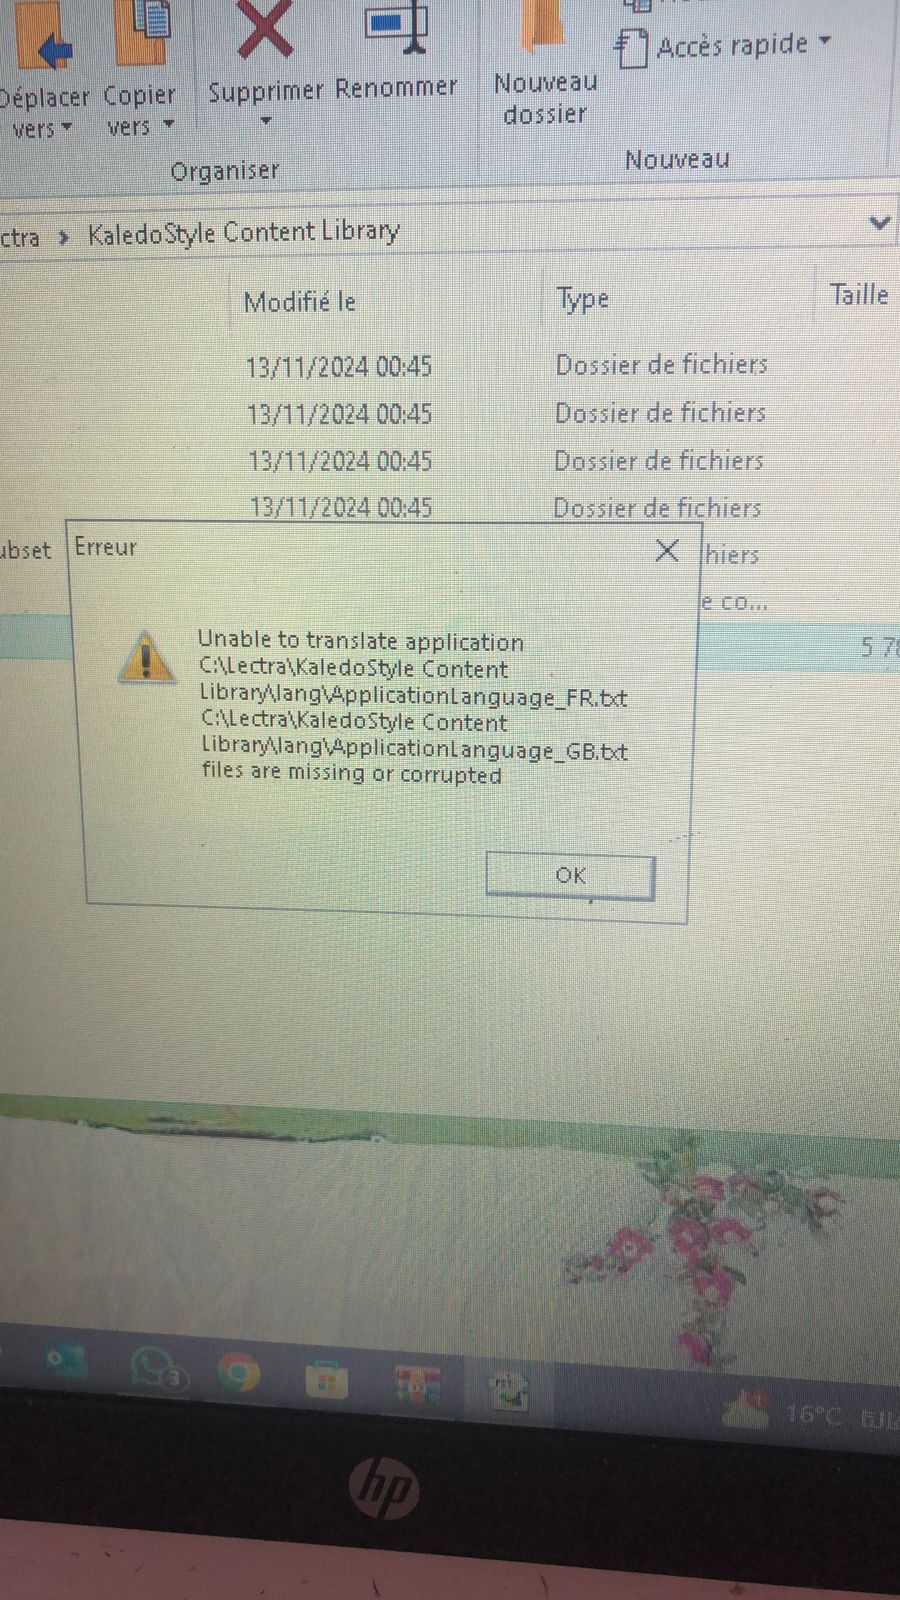 Déplacer vers
Copier vers
Supprimer
Renommer
Nouveau dossier
Accès rapide
Organiser
Nouveau
ctra › KaledoStyle Content Library
Modifié le Type Taille
13/11/2024 00:45 Dossier de fichiers
13/11/2024 00:45 Dossier de fichiers
13/11/2024 00:45 Dossier de fichiers
13/11/2024 00:45 Dossier de fichiers
ubset
hiers
e co...
5 78
Erreur
Unable to translate application
C:\Lectra\KaledoStyle Content
Library\lang\ApplicationLanguage_FR.txt
C:\Lectra\KaledoStyle Content
Library\lang\ApplicationLanguage_GB.txt
files are missing or corrupted
OK
3
16°C
hp